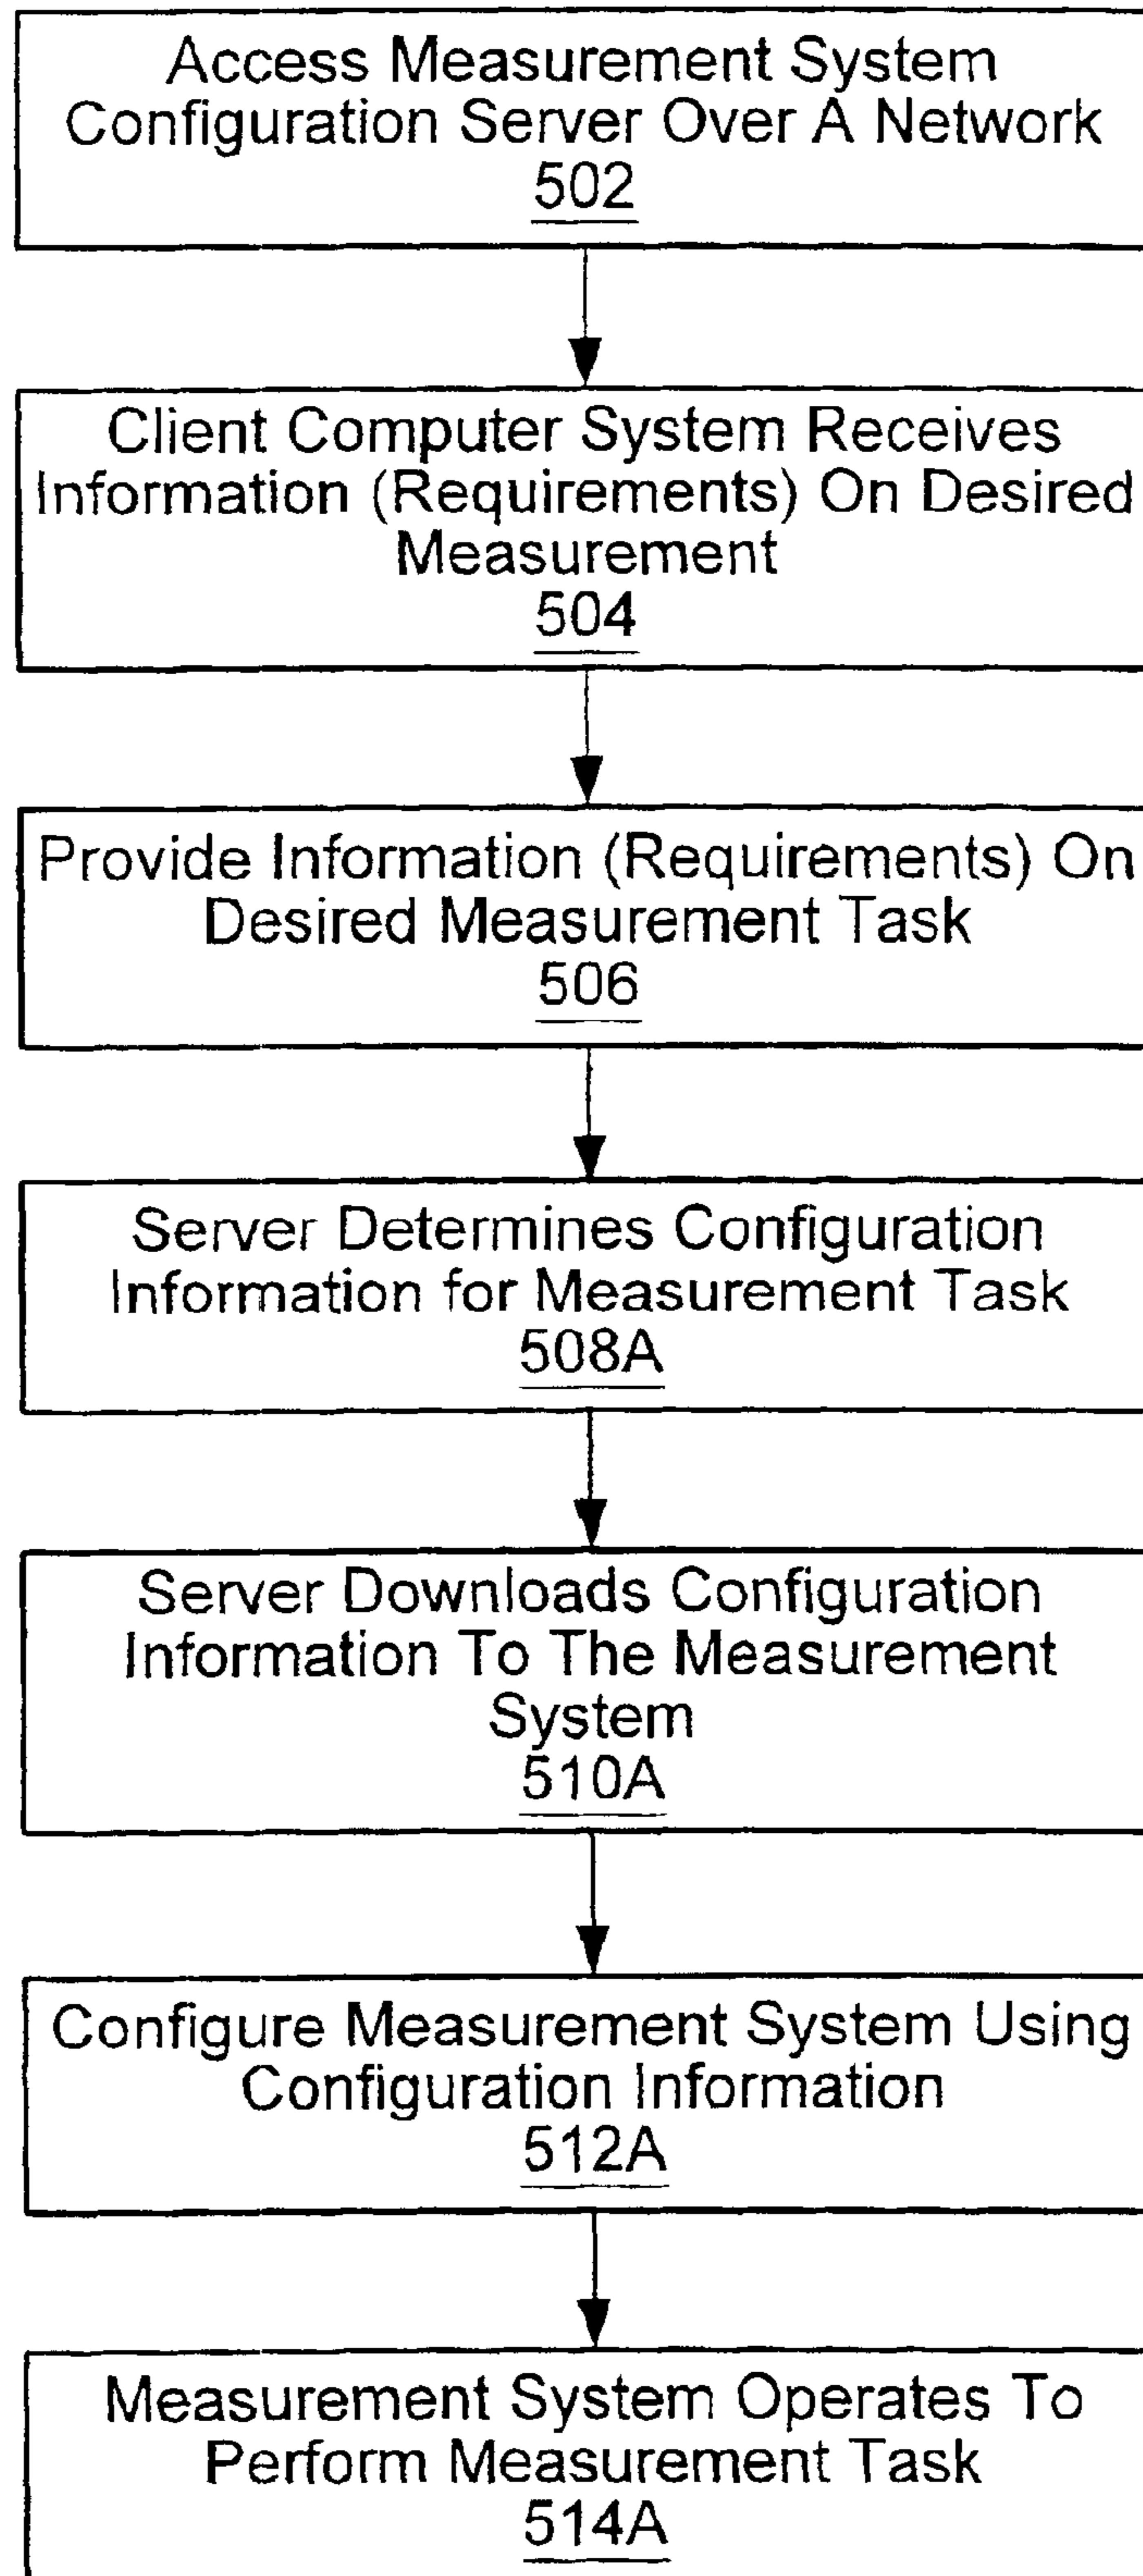 Access Measurement System
Configuration Server Over A Network
502
Client Computer System Receives
Information (Requirements) On Desired
Measurement
504
Provide Information (Requirements) On
Desired Measurement Task
506
Server Determines Configuration
Information for Measurement Task
508A
Server Downloads Configuration
Information To The Measurement
System
510A
Configure Measurement System Using
Configuration Information
512A
Measurement System Operates To
Perform Measurement Task
514A